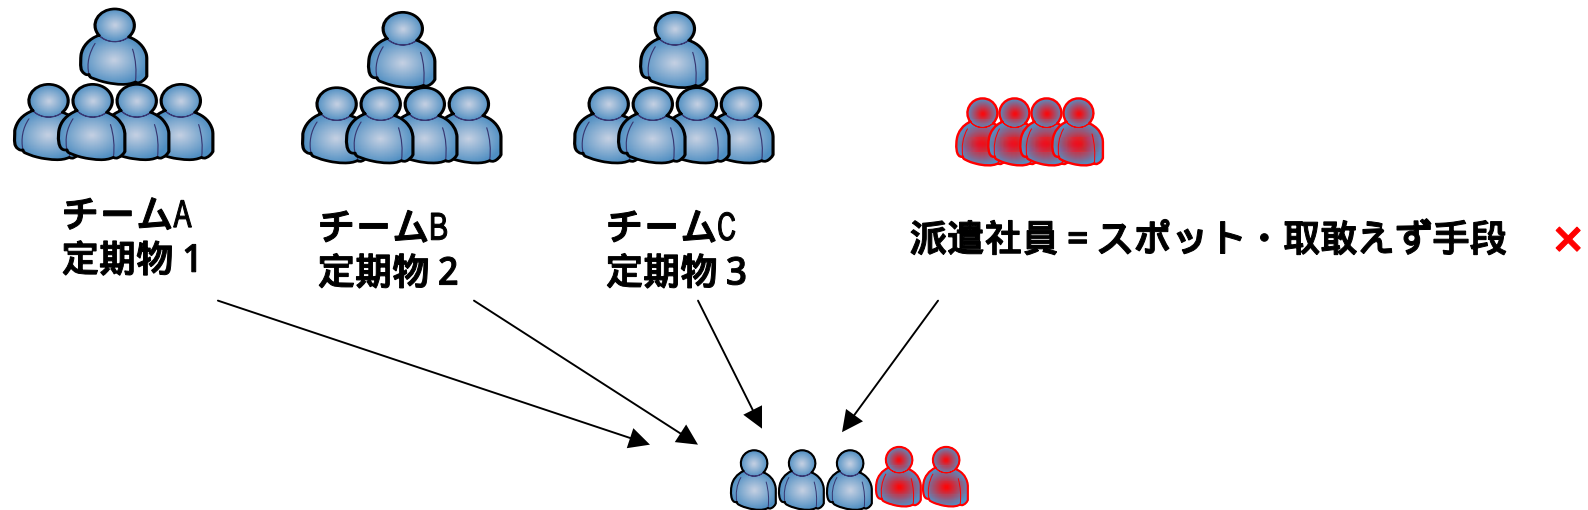 チームA
定期物 1
チームB
定期物 2
チームC
定期物 3
派遣社員 = スポット・取敢えず手段 ×